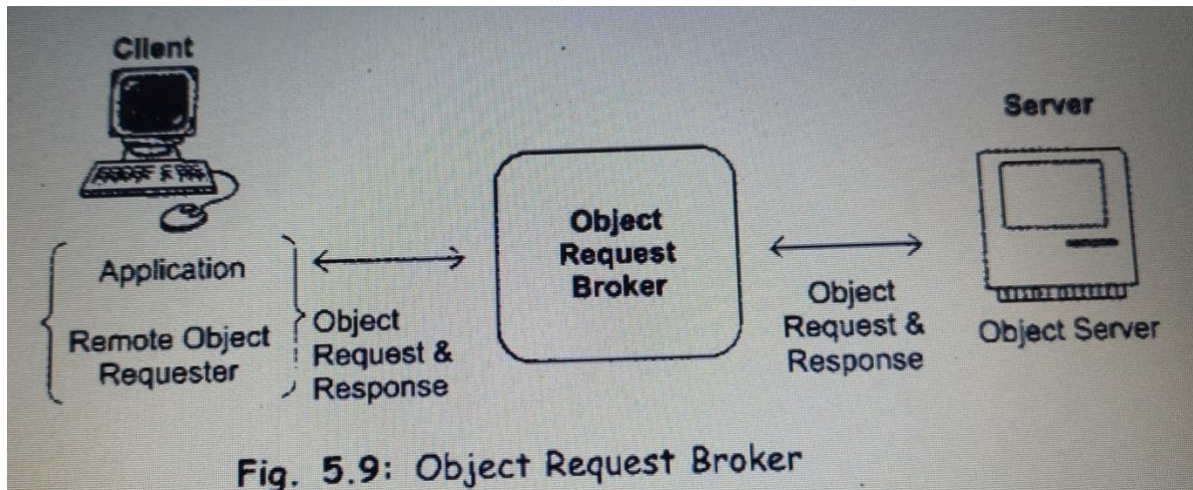 Client
Application
Remote Object
Requester
Object
Request &
Response
Object
Request
Broker
Object
Request &
Response
Server
Object Server
Fig. 5.9: Object Request Broker